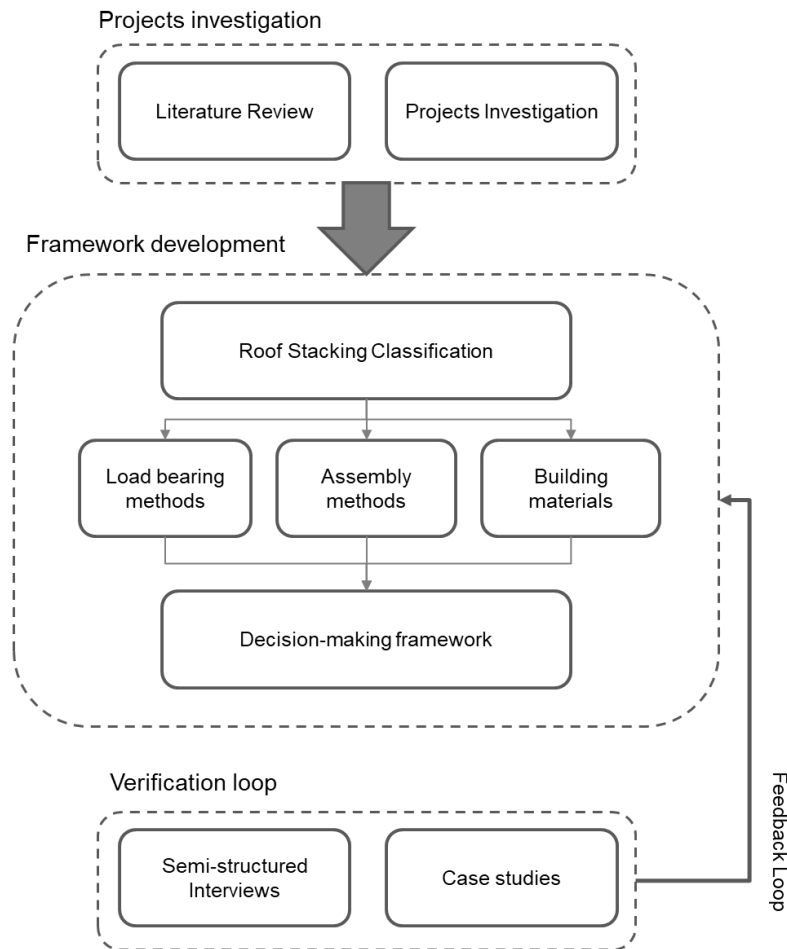 Projects investigation
Literature Review
Projects Investigation
Framework development
Roof Stacking Classification
Load bearing
methods
Assembly
methods
Building
materials
Decision-making framework
Verification loop
Semi-structured
Interviews
Case studies
Feedback Loop